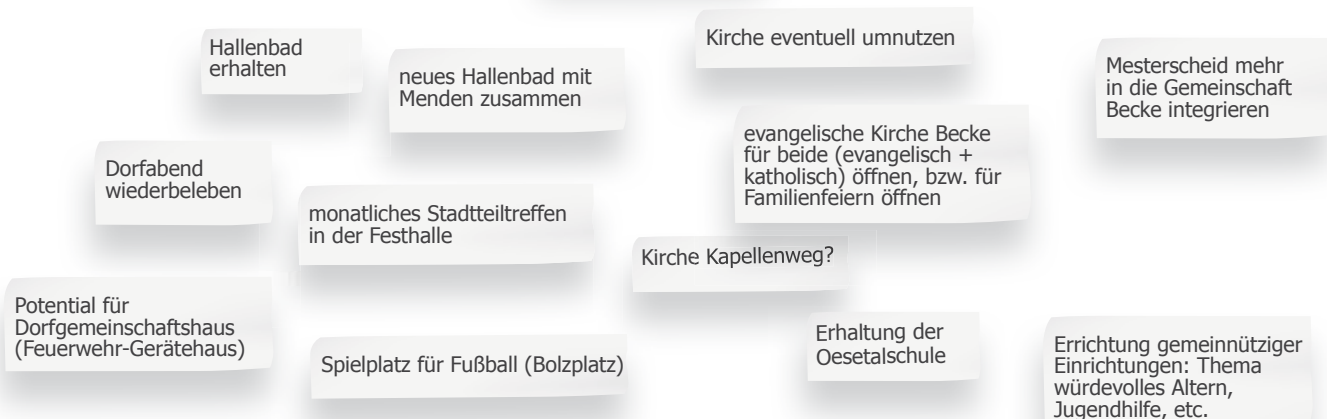 Hallenbad
erhalten
neues Hallenbad mit
Menden zusammen
Kirche eventuell umnutzen
Mesterscheid mehr
in die Gemeinschaft
Becke integrieren
Dorfabend
wiederbeleben
monatliches Stadtteiltreffen
in der Festhalle
evangelische Kirche Becke
für beide (evangelisch +
katholisch) öffnen, bzw. für
Familienfeiern öffnen
Kirche Kapellenweg?
Potential für
Dorfgemeinschaftshaus
(Feuerwehr-Gerätehaus)
Spielplatz für Fußball (Bolzplatz)
Erhaltung der
Oesetalschule
Errichtung gemeinnütziger
Einrichtungen: Thema
würdevolles Altern,
Jugendhilfe, etc.